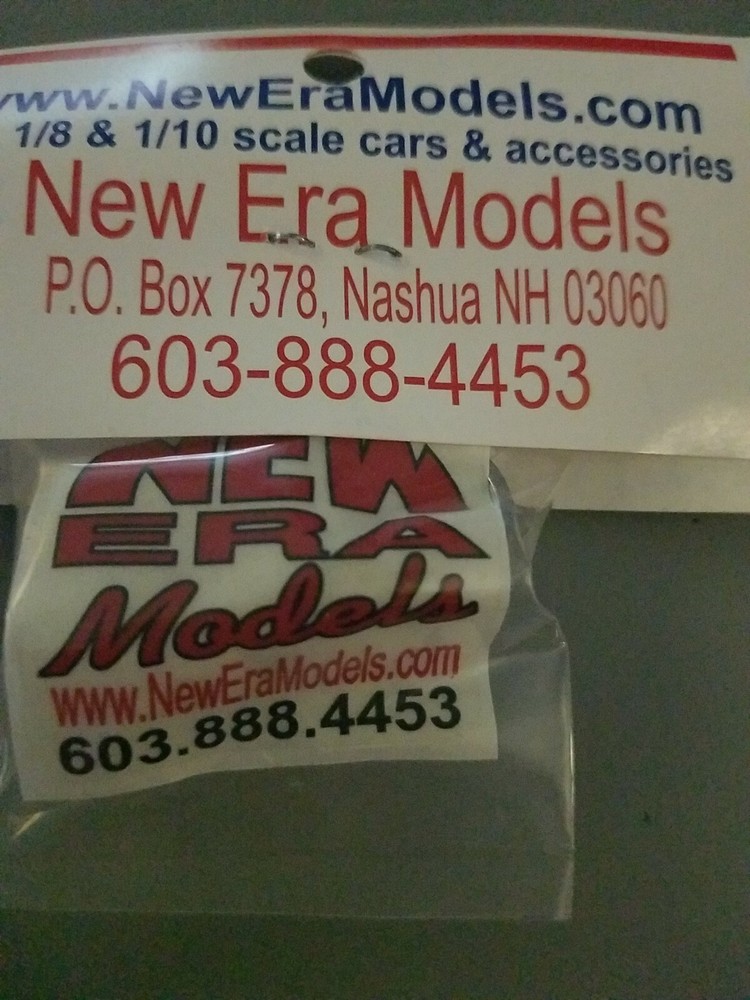 www.NewEraModels.com
1/8 & 1/10 scale cars & accessories
New Era Models
P.O. Box 7378, Nashua NH 03060
603-888-4453
NEW
ERA
Models
www.NewEraModels.com
603.888.4453